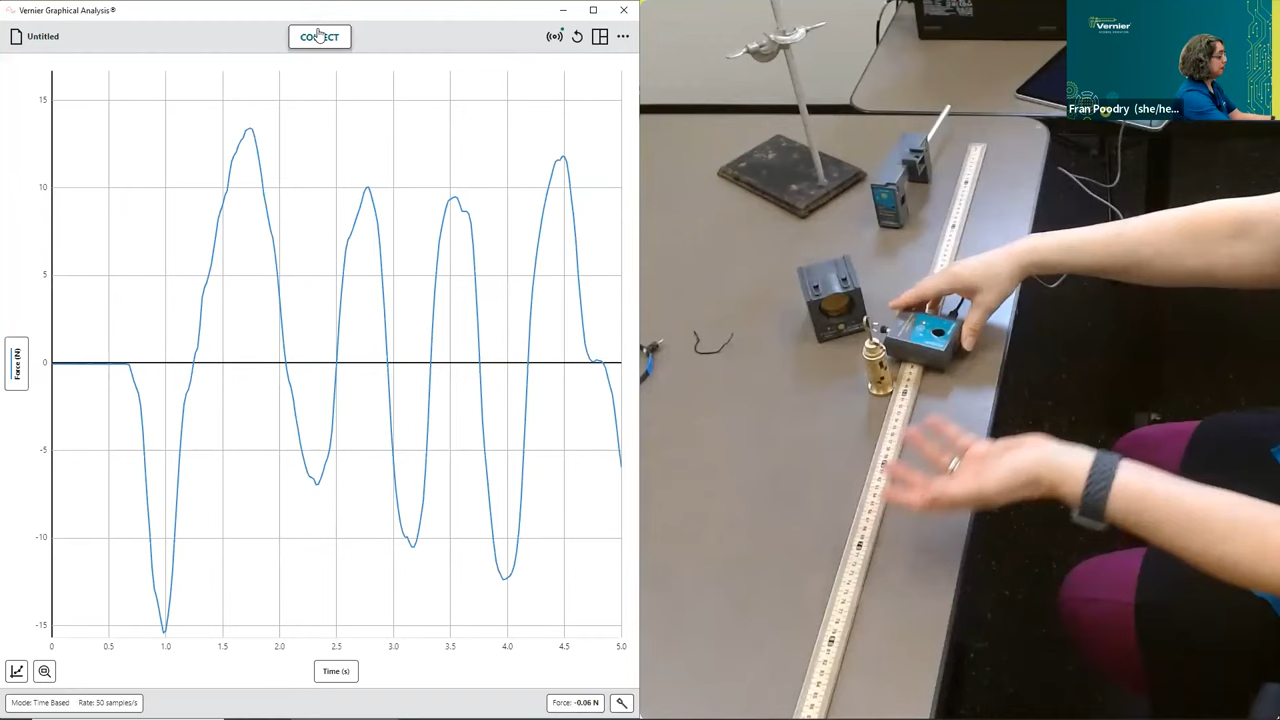 Vernier Graphical Analysis®
Untitled
15
10
5
0
-5
-10
-15
Force (N)
0
0.5
1.0
1.5
2.0
2.5
3.0
3.5
4.0
4.5
5.0
Time (s)
Mode: Time Based Rate: 50 samples/s
Force: -0.06 N
Vernier
Fran Poodry (she/he...